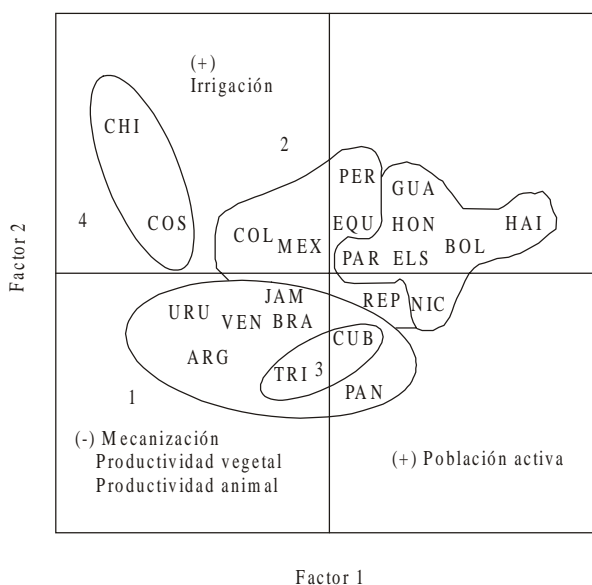 (+)
Irrigación
CHI
2
PER
GUA
4
COS
COL
MEX
EQU
HON
HAI
BOL
PAR
ELS
Factor 2
JAM
REP
NIC
URU
VEN
BRA
CUB
ARG
TRI
3
PAN
1
(-) Mecanización
Productividad vegetal
Productividad animal
(+) Población activa
Factor 1